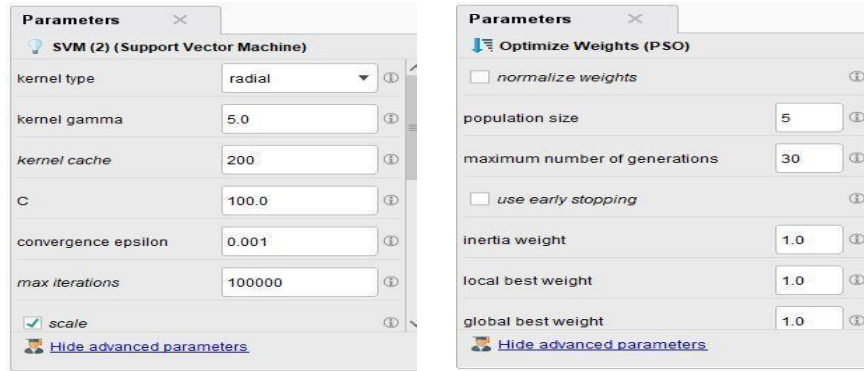 Parameters
SVM (2) (Support Vector Machine)
kernel type radial
kernel gamma 5.0
kernel cache 200
C 100.0
convergence epsilon 0.001
max iterations 100000
scale
Hide advanced parameters
Parameters
Optimize Weights (PSO)
normalize weights
population size 5
maximum number of generations 30
use early stopping
inertia weight 1.0
local best weight 1.0
global best weight 1.0
Hide advanced parameters